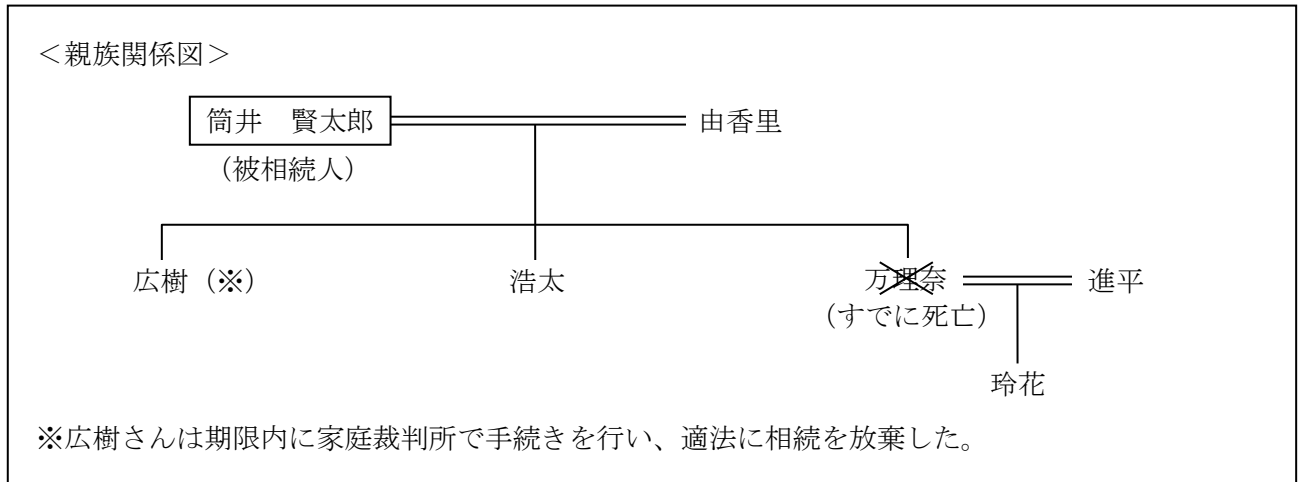 ＜親族関係図＞
筒井　賢太郎
由香里
（被相続人）
広樹（※）
浩太
万理奈
進平
（すでに死亡）
玲花
※広樹さんは期限内に家庭裁判所で手続きを行い、適法に相続を放棄した。